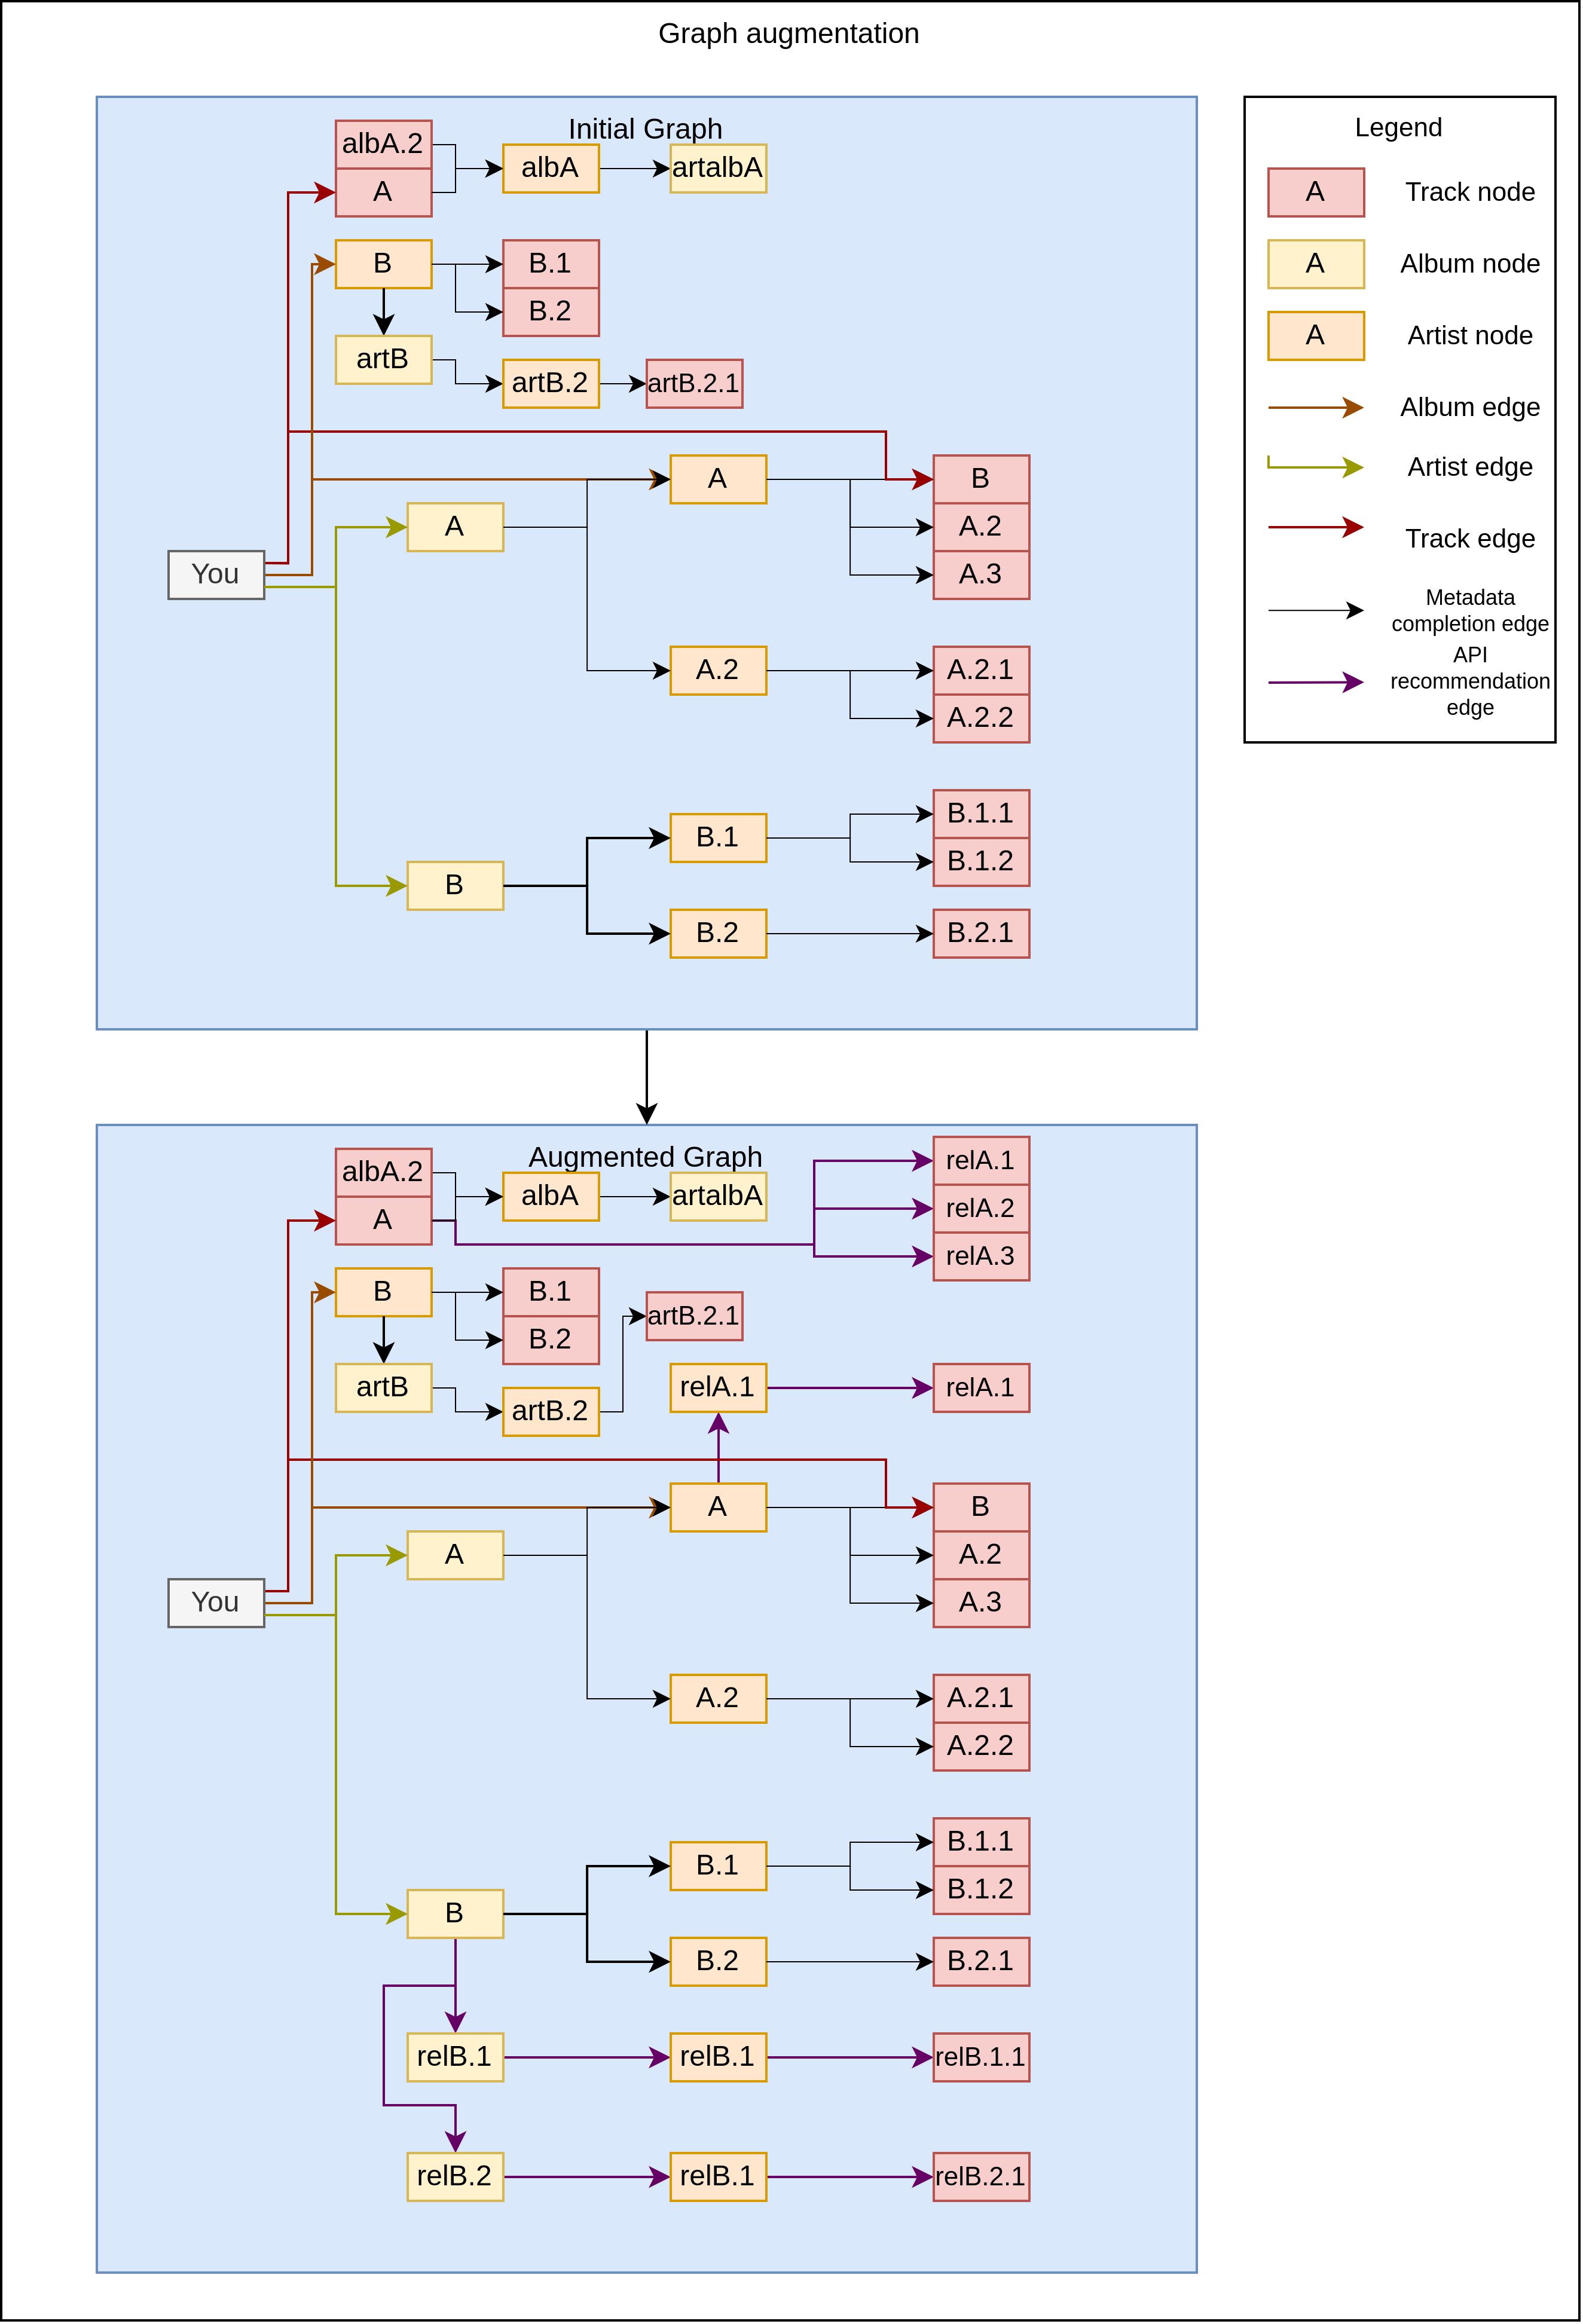 Graph augmentation
Initial Graph
albA.2
A
albA
artalbA
B
B.1
B.2
artB
artB.2
artB.2.1
A
B
A
A.2
You
A.3
A.2
A.2.1
A.2.2
B.1
B.1.1
B.1.2
B
B.2
B.2.1
Legend
A
Track node
A
Album node
A
Artist node
Album edge
Artist edge
Track edge
Metadata
completion edge
API
recommendation
edge
Augmented Graph
albA.2
A
albA
artalbA
relA.1
relA.2
relA.3
B
B.1
B.2
artB.2.1
artB
artB.2
relA.1
relA.1
A
B
A
A.2
You
A.3
A.2
A.2.1
A.2.2
B.1
B.1.1
B.1.2
B
B.2
B.2.1
relB.1
relB.1
relB.1.1
relB.2
relB.1
relB.2.1